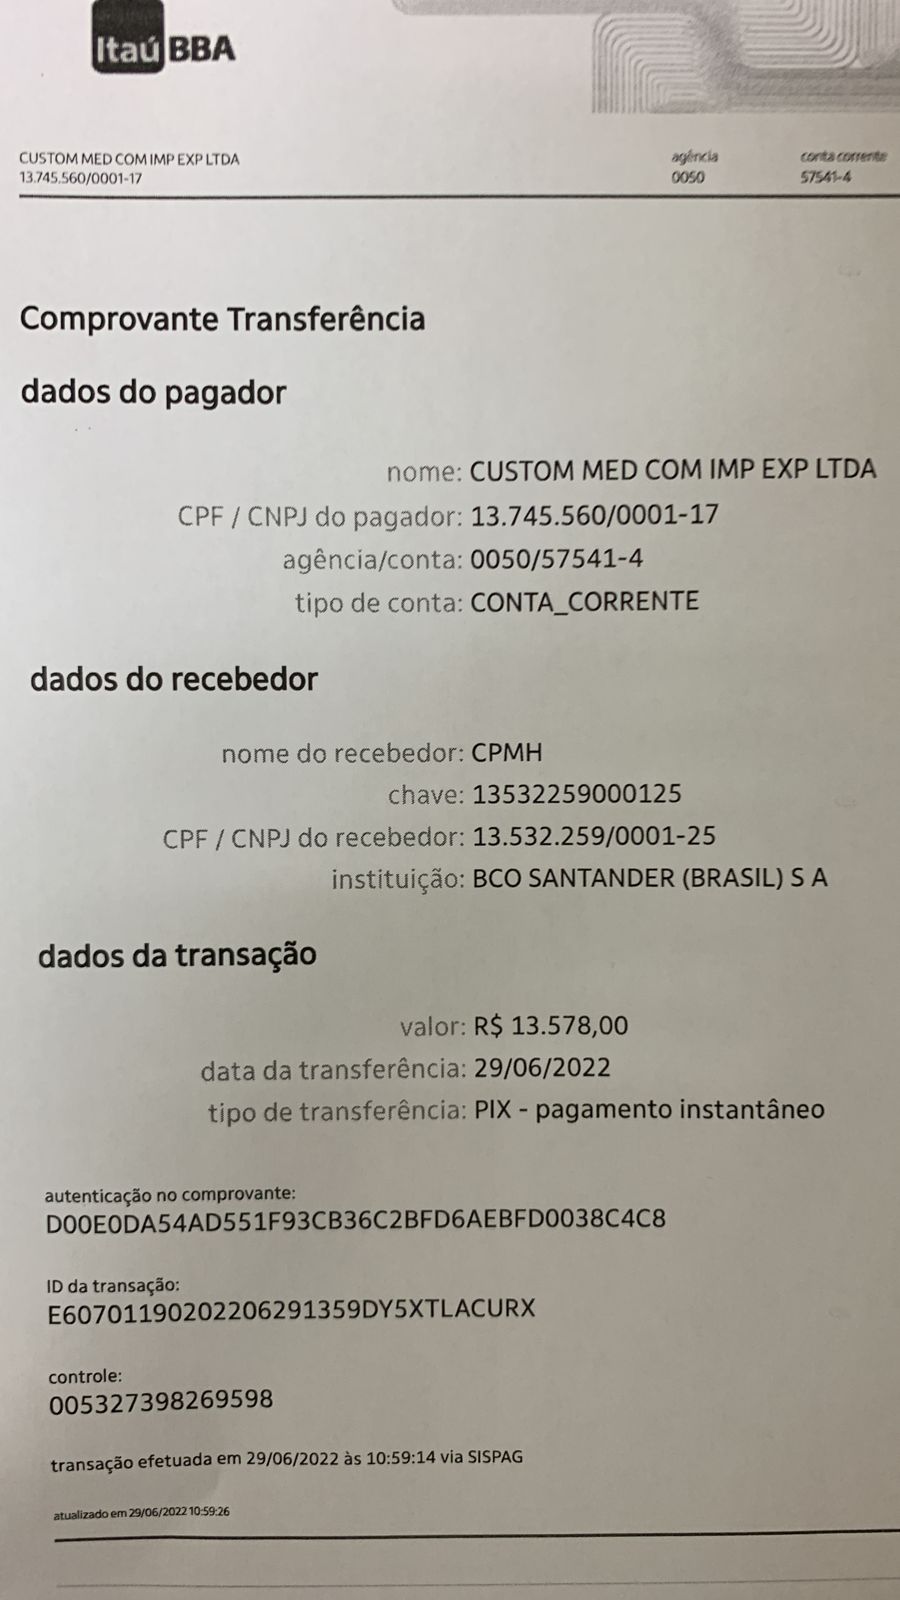 Itaú BBA
CUSTOM MED COM IMP EXP LTDA
13.745.560/0001-17
agência
0050
conta corrente
57541-4
Comprovante Transferência
dados do pagador
nome: CUSTOM MED COM IMP EXP LTDA
CPF / CNPJ do pagador: 13.745.560/0001-17
agência/conta: 0050/57541-4
tipo de conta: CONTA_CORRENTE
dados do recebedor
nome do recebedor: CPMH
chave: 13532259000125
CPF / CNPJ do recebedor: 13.532.259/0001-25
instituição: BCO SANTANDER (BRASIL) S A
dados da transação
valor: R$ 13.578,00
data da transferência: 29/06/2022
tipo de transferência: PIX - pagamento instantâneo
autenticação no comprovante:
D00E0DA54AD551F93CB36C2BFD6AEBFD0038C4C8
ID da transação:
E60701190202206291359DY5XTLACURX
controle:
005327398269598
transação efetuada em 29/06/2022 às 10:59:14 via SISPAG
atualizado em 29/06/2022 10:59:26